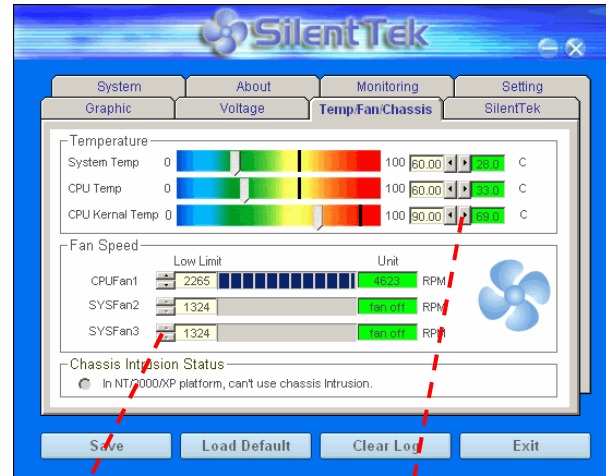 SilentTek
System About Monitoring Setting
Graphic Voltage Temp/Fan/Chassis SilentTek
Temperature
System Temp 0 100 60.00 28.0 C
CPU Temp 0 100 60.00 33.0 C
CPU Kernal Temp 0 100 90.00 69.0 C
Fan Speed
Low Limit Unit
CPUFan1 2265 4623 RPM
SYSFan2 1324 fan off RPM
SYSFan3 1324 fan off RPM
Chassis Intrusion Status
In NT/2000/XP platform, can't use chassis Intrusion.
Save Load Default Clear Log Exit